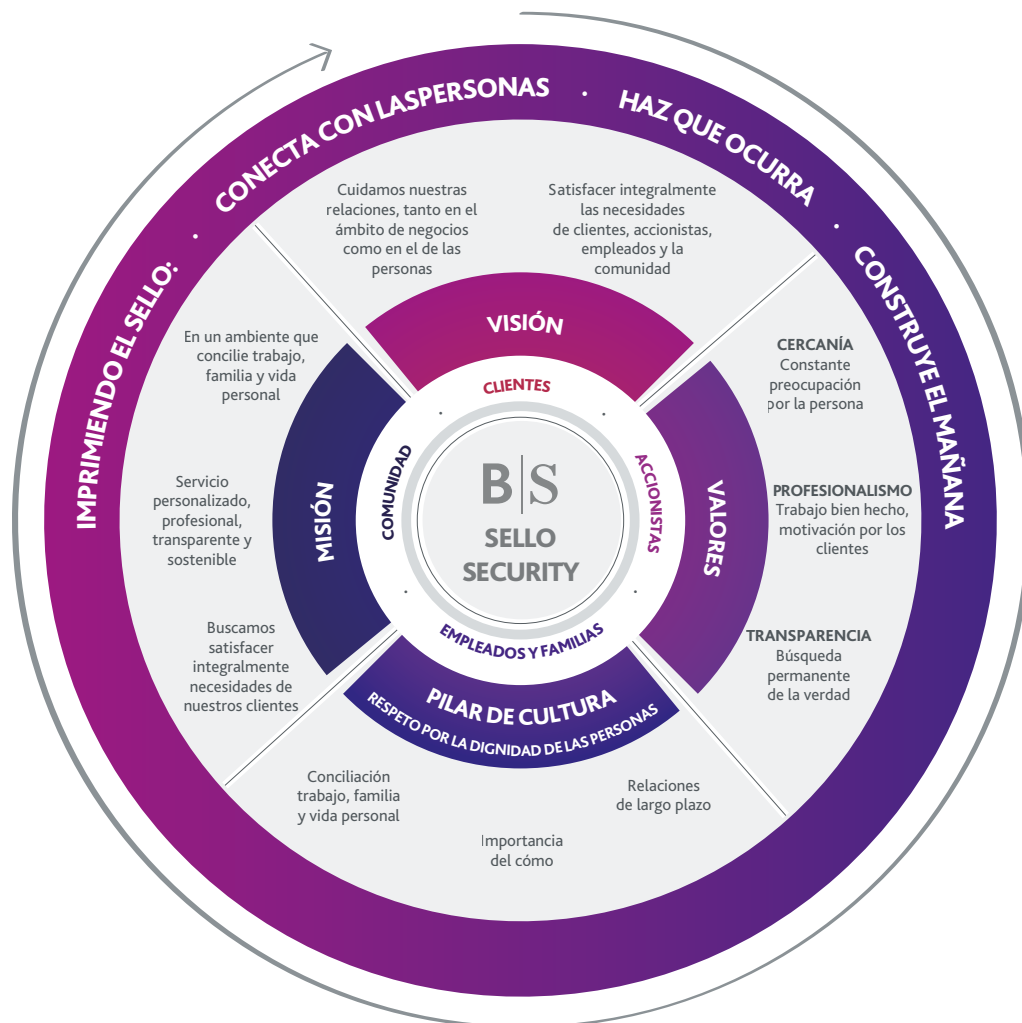 IMPRIMIENDO EL SELLO: · CONECTA CON LASPERSONAS · HAZ QUE OCURRA · CONSTRUYE EL MAÑANA
Cuidamos nuestras
relaciones, tanto en el
ámbito de negocios
como en el de las
personas
Satisfacer integralmente
las necesidades
de clientes, accionistas,
empleados y la
comunidad
VISIÓN
CERCANÍA
Constante
preocupación
por la persona
PROFESIONALISMO
Trabajo bien hecho,
motivación por los
clientes
TRANSPARENCIA
Búsqueda
permanente
de la verdad
VALORES
Relaciones
de largo plazo
Importancia
del cómo
Conciliación
trabajo, familia
y vida personal
PILAR DE CULTURA
RESPETO POR LA DIGNIDAD DE LAS PERSONAS
En un ambiente que
concilie trabajo,
familia y vida
personal
Servicio
personalizado,
profesional,
transparente y
sostenible
Buscamos
satisfacer
integralmente
necesidades de
nuestros clientes
MISIÓN
CLIENTES
ACCIONISTAS
EMPLEADOS Y FAMILIAS
COMUNIDAD
B|S
SELLO
SECURITY